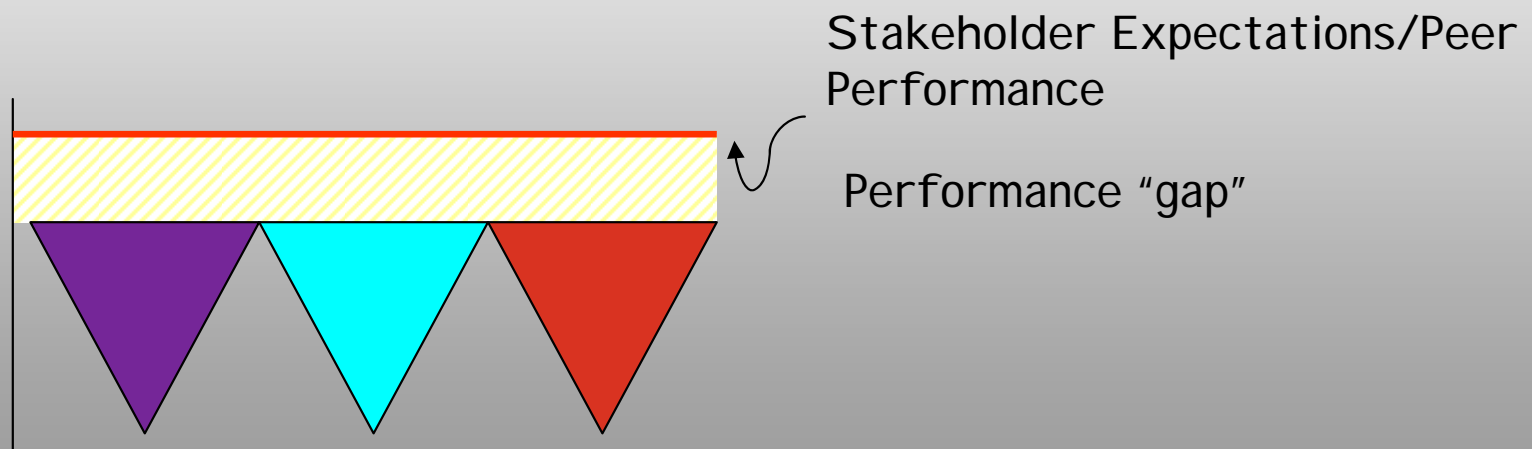 Stakeholder Expectations/Peer
Performance
Performance “gap”